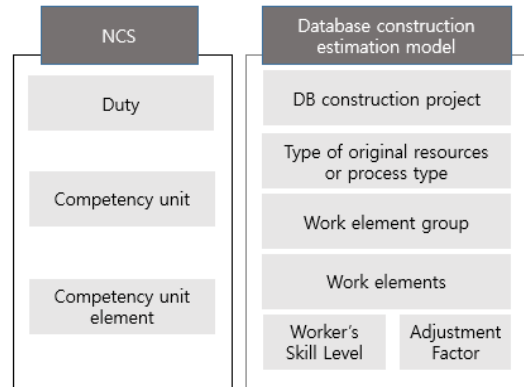 NCS
Duty
Competency unit
Competency unit
element
Database construction
estimation model
DB construction project
Type of original resources
or process type
Work element group
Work elements
Worker's
Skill Level
Adjustment
Factor